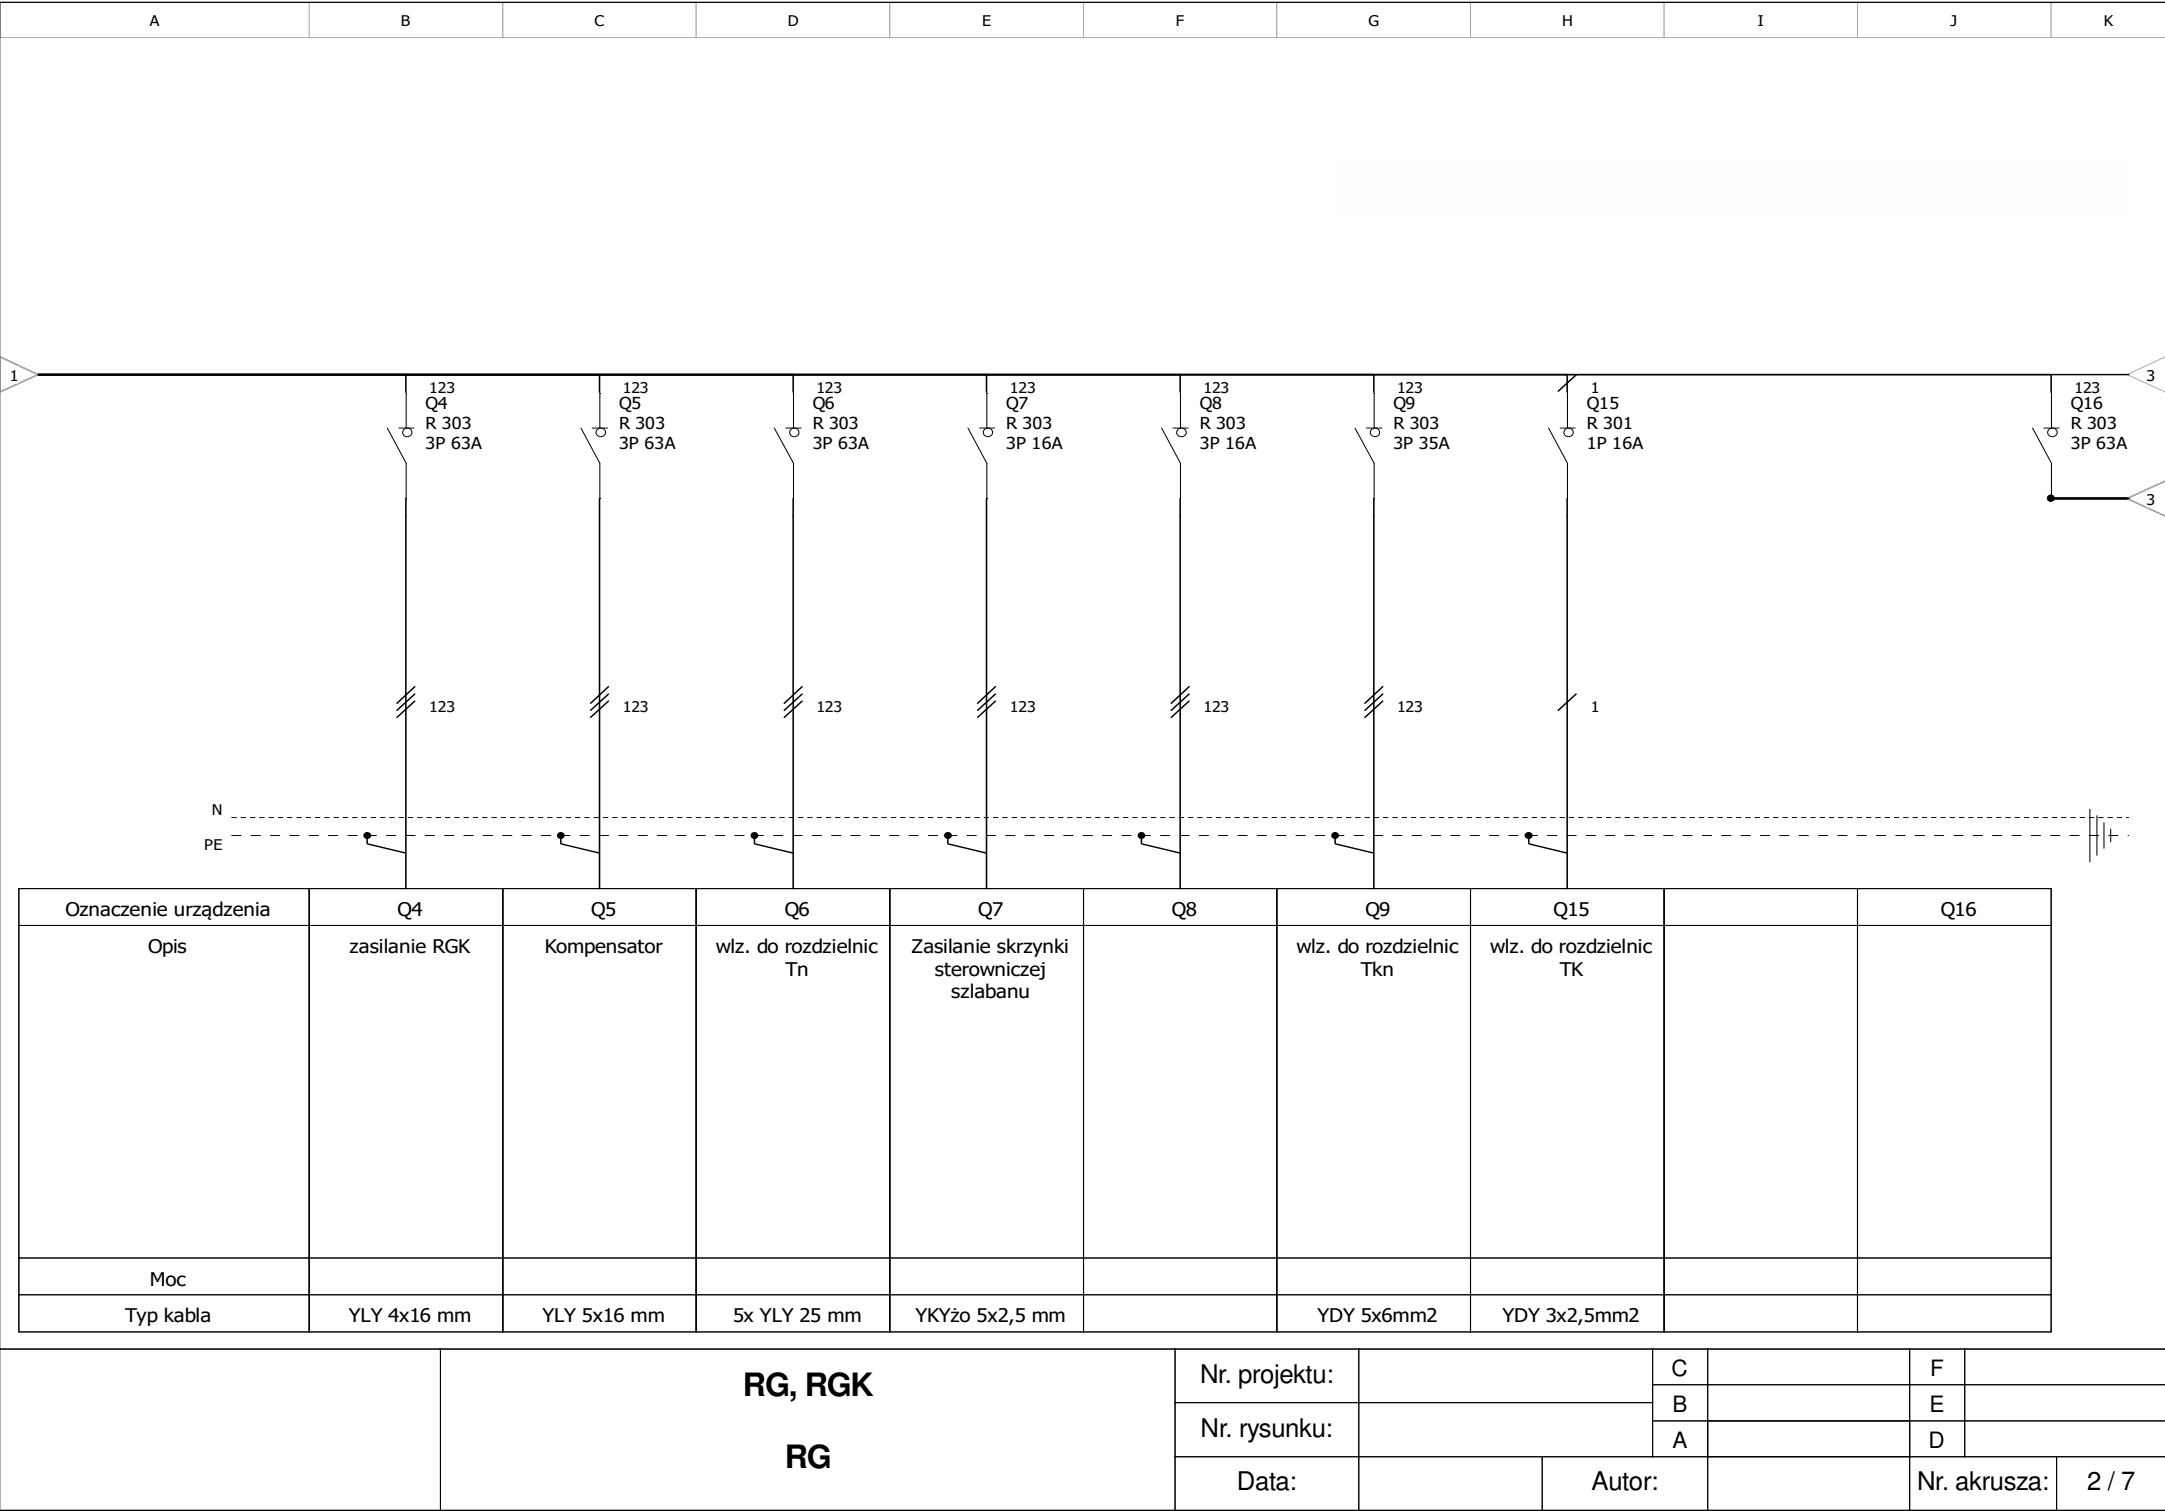 A B C D E F G H I J K
1 3
123 123 123 123 123 123 1 123
Q4 Q5 Q6 Q7 Q8 Q9 Q15 Q16
R 303 R 303 R 303 R 303 R 303 R 303 R 301 R 303
3P 63A 3P 63A 3P 63A 3P 16A 3P 16A 3P 35A 1P 16A 3P 63A
3
123 123 123 123 123 123 1
N
PE
Oznaczenie urządzenia Q4 Q5 Q6 Q7 Q8 Q9 Q15 Q16
Opis zasilanie RGK Kompensator wlz. do rozdzielnic Zasilanie skrzynki wlz. do rozdzielnic wlz. do rozdzielnic
Tn sterowniczej Tkn TK
szlabanu
Moc
Typ kabla YLY 4x16 mm YLY 5x16 mm 5x YLY 25 mm YKYżo 5x2,5 mm YDY 5x6mm2 YDY 3x2,5mm2
RG, RGK
RG
Nr. projektu: C F
B E
Nr. rysunku:
A D
Data: Autor: Nr. akrusza: 2 / 7